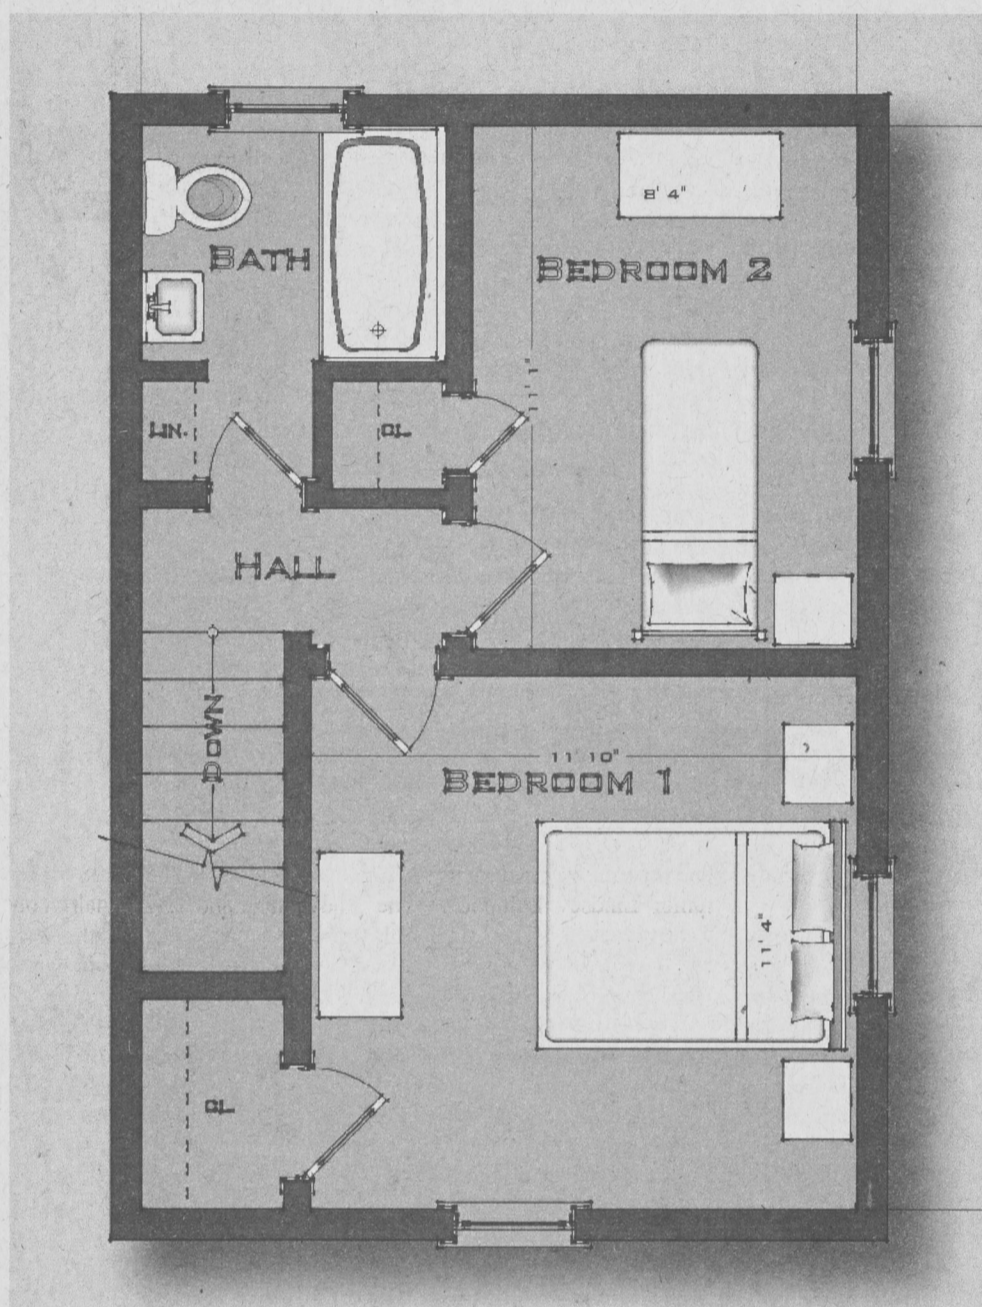 8' 4"
BATH
BEDROOM 2
11' 1"
LIN.
CL.
HALL
DOWN
11' 10"
BEDROOM 1
11' 4"
CL